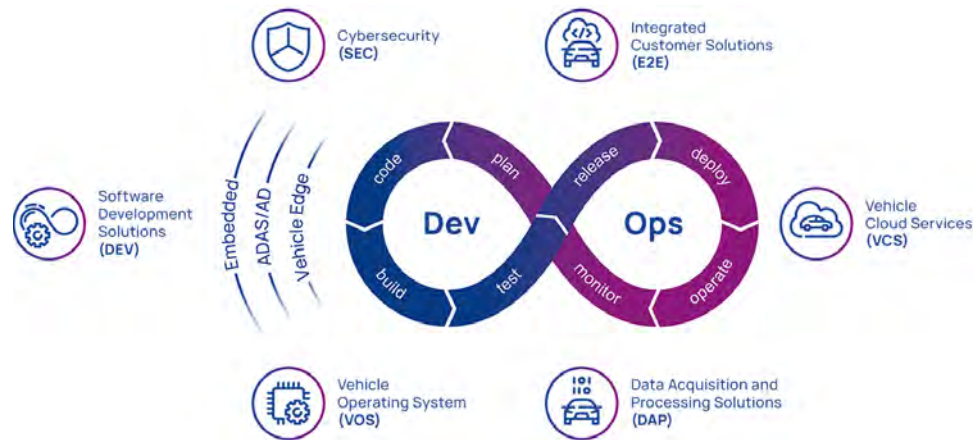 Cybersecurity
(SEC)
Integrated
Customer Solutions
(E2E)
Software
Development
Solutions
(DEV)
Embedded
ADAS/AD
Vehicle Edge
code
plan
release
deploy
Dev
Ops
build
test
monitor
operate
Vehicle
Cloud Services
(VCS)
Vehicle
Operating System
(VOS)
101
110
Data Acquisition and
Processing Solutions
(DAP)